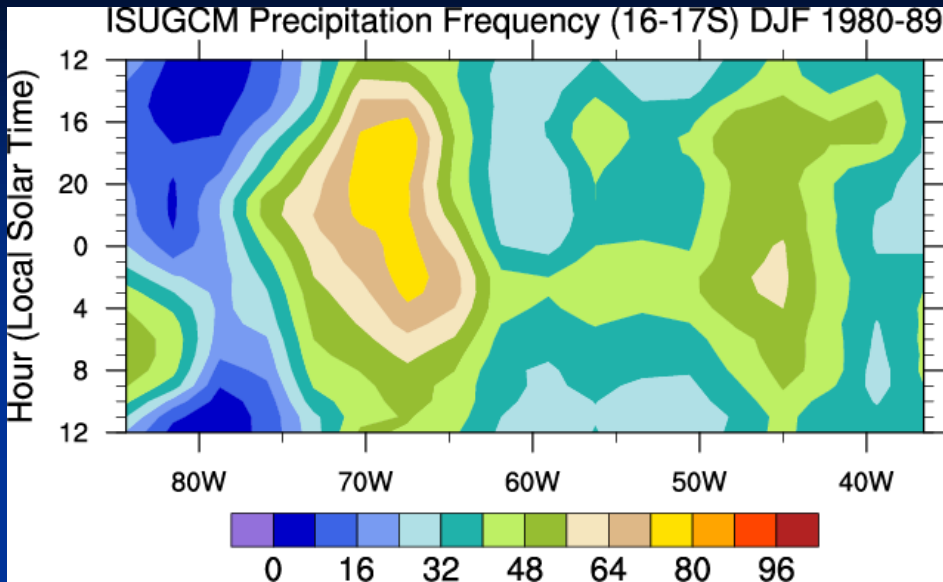 ISUGCM Precipitation Frequency (16-17S) DJF 1980-89
Hour (Local Solar Time)
12
16
20
0
4
8
12
80W 70W 60W 50W 40W
0 16 32 48 64 80 96